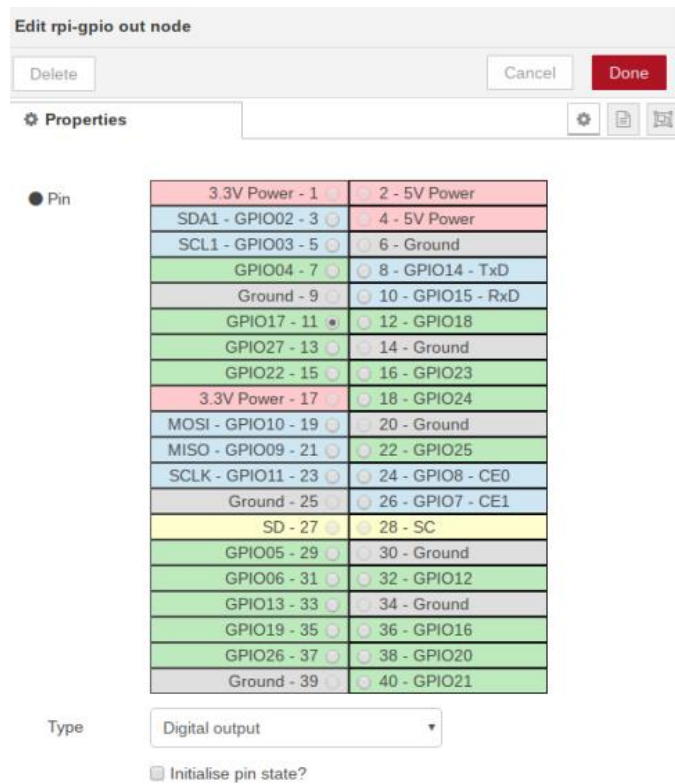 Edit rpi-gpio out node
Delete Cancel Done
Properties
Pin
3.3V Power - 1 2 - 5V Power
SDA1 - GPIO02 - 3 4 - 5V Power
SCL1 - GPIO03 - 5 6 - Ground
GPIO04 - 7 8 - GPIO14 - TxD
Ground - 9 10 - GPIO15 - RxD
GPIO17 - 11 12 - GPIO18
GPIO27 - 13 14 - Ground
GPIO22 - 15 16 - GPIO23
3.3V Power - 17 18 - GPIO24
MOSI - GPIO10 - 19 20 - Ground
MISO - GPIO09 - 21 22 - GPIO25
SCLK - GPIO11 - 23 24 - GPIO8 - CE0
Ground - 25 26 - GPIO7 - CE1
SD - 27 28 - SC
GPIO05 - 29 30 - Ground
GPIO06 - 31 32 - GPIO12
GPIO13 - 33 34 - Ground
GPIO19 - 35 36 - GPIO16
GPIO26 - 37 38 - GPIO20
Ground - 39 40 - GPIO21
Type Digital output
Initialise pin state?